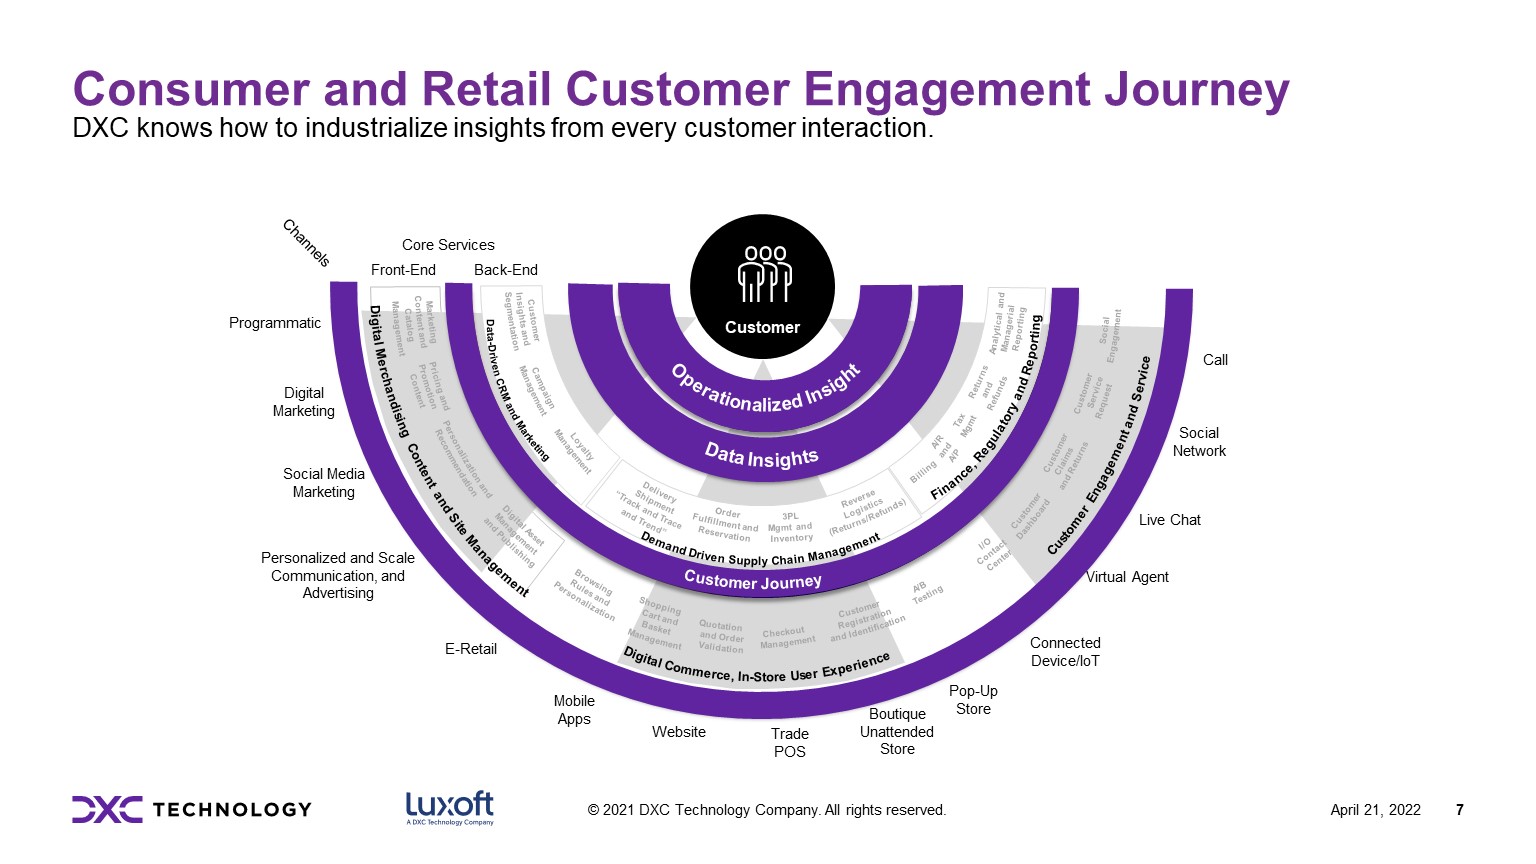 Consumer and Retail Customer Engagement Journey
DXC knows how to industrialize insights from every customer interaction.
Channels
Core Services
Front-End
Back-End
Customer
Operationalized Insight
Data Insights
Customer Journey
Programmatic
Digital
Marketing
Social Media
Marketing
Personalized and Scale
Communication, and
Advertising
E-Retail
Mobile
Apps
Website
Trade
POS
Boutique
Unattended
Store
Pop-Up
Store
Connected
Device/IoT
Virtual Agent
Live Chat
Social
Network
Call
Digital Merchandising Content and Site Management
Marketing
Content and
Catalog
Management
Pricing and
Promotion
Content
Personalization and
Recommendation
Digital Asset
Management
and Publishing
Browsing
Rules and
Personalization
Shopping
Cart and
Basket
Management
Quotation
and Order
Validation
Checkout
Management
Customer
Registration
and Identification
A/B
Testing
Digital Commerce, In-Store User Experience
I/O
Contact
Center
Customer
Dashboard
Customer
Claims
and Returns
Customer
Service
Request
Social
Engagement
Customer Engagement and Service
Data-Driven CRM and Marketing
Customer
Insights and
Segmentation
Campaign
Management
Loyalty
Management
Delivery
Shipment
"Track and Trace
and Trend"
Order
Fulfillment and
Reservation
3PL
Mgmt and
Inventory
Reverse
Logistics
(Returns/Refunds)
Demand Driven Supply Chain Management
Billing and
A/R
A/P
Tax
Mgmt
Returns
and
Refunds
Analytical and
Managerial
Reporting
Finance, Regulatory and Reporting
DXC TECHNOLOGY
Luxoft
A DXC Technology Company
© 2021 DXC Technology Company. All rights reserved.
April 21, 2022
7